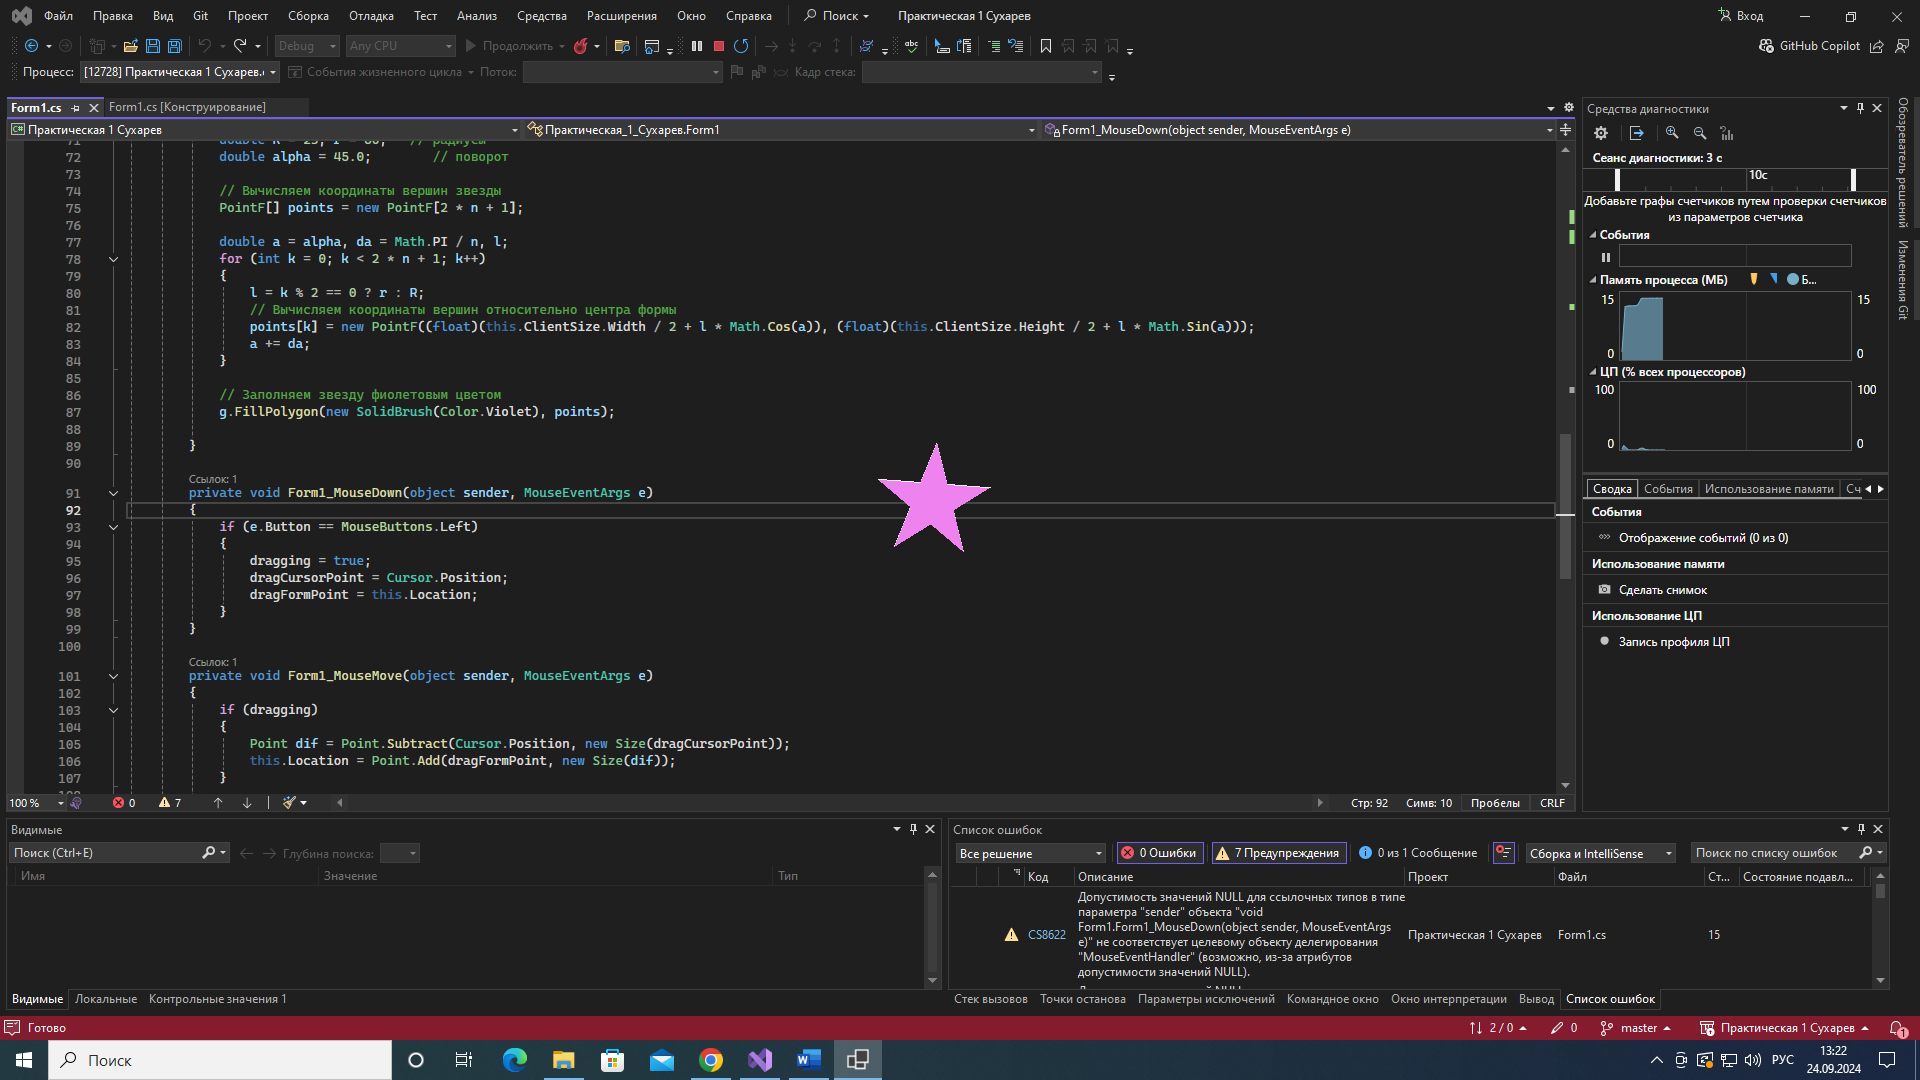 Файл Правка Вид Git Проект Сборка Отладка Тест Анализ Средства Расширения Окно Справка Поиск Практическая 1 Сухарев Вход
Debug Any CPU Продолжить GitHub Copilot
Процесс: [12728] Практическая 1 Сухарев. События жизненного цикла Поток: Кадр стека:
Form1.cs Form1.cs [Конструирование]
Практическая 1 Сухарев Практическая_1_Сухарев.Form1 Form1_MouseDown(object sender, MouseEventArgs e)
72 double alpha = 45.0; // поворот
73
74 // Вычисляем координаты вершин звезды
75 PointF[] points = new PointF[2 * n + 1];
76
77 double a = alpha, da = Math.PI / n, l;
78 for (int k = 0; k < 2 * n + 1; k++)
79 {
80 l = k % 2 == 0 ? r : R;
81 // Вычисляем координаты вершин относительно центра формы
82 points[k] = new PointF((float)(this.ClientSize.Width / 2 + l * Math.Cos(a)), (float)(this.ClientSize.Height / 2 + l * Math.Sin(a)));
83 a += da;
84 }
85
86 // Заполняем звезду фиолетовым цветом
87 g.FillPolygon(new SolidBrush(Color.Violet), points);
88
89 }
90
Ссылок: 1
91 private void Form1_MouseDown(object sender, MouseEventArgs e)
92 {
93 if (e.Button == MouseButtons.Left)
94 {
95 dragging = true;
96 dragCursorPoint = Cursor.Position;
97 dragFormPoint = this.Location;
98 }
99 }
100
Ссылок: 1
101 private void Form1_MouseMove(object sender, MouseEventArgs e)
102 {
103 if (dragging)
104 {
105 Point dif = Point.Subtract(Cursor.Position, new Size(dragCursorPoint));
106 this.Location = Point.Add(dragFormPoint, new Size(dif));
107 }
100 % 0 7 Стр: 92 Симв: 10 Пробелы CRLF
Средства диагностики
Сеанс диагностики: 3 с
10с
Добавьте графы счетчиков путем проверки счетчиков
из параметров счетчика
События
Память процесса (МБ) Б...
15 15
0 0
ЦП (% всех процессоров)
100 100
0 0
Сводка События Использование памяти Сч
События
Отображение событий (0 из 0)
Использование памяти
Сделать снимок
Использование ЦП
Запись профиля ЦП
Обозреватель решений
Изменения Git
Видимые
Поиск (Ctrl+E) Глубина поиска:
Имя Значение Тип
Видимые Локальные Контрольные значения 1
Список ошибок
Все решение 0 Ошибки 7 Предупреждения 0 из 1 Сообщение Сборка и IntelliSense Поиск по списку ошибок
Код Описание Проект Файл Ст... Состояние подавл...
Допустимость значений NULL для ссылочных типов в типе
параметра "sender" объекта "void
Form1.Form1_MouseDown(object sender, MouseEventArgs
CS8622 e)" не соответствует целевому объекту делегирования Практическая 1 Сухарев Form1.cs 15
"MouseEventHandler" (возможно, из-за атрибутов
допустимости значений NULL).
Стек вызовов Точки останова Параметры исключений Командное окно Окно интерпретации Вывод Список ошибок
Готово 2 / 0 0 master Практическая 1 Сухарев 1
Поиск РУС 13:22
24.09.2024